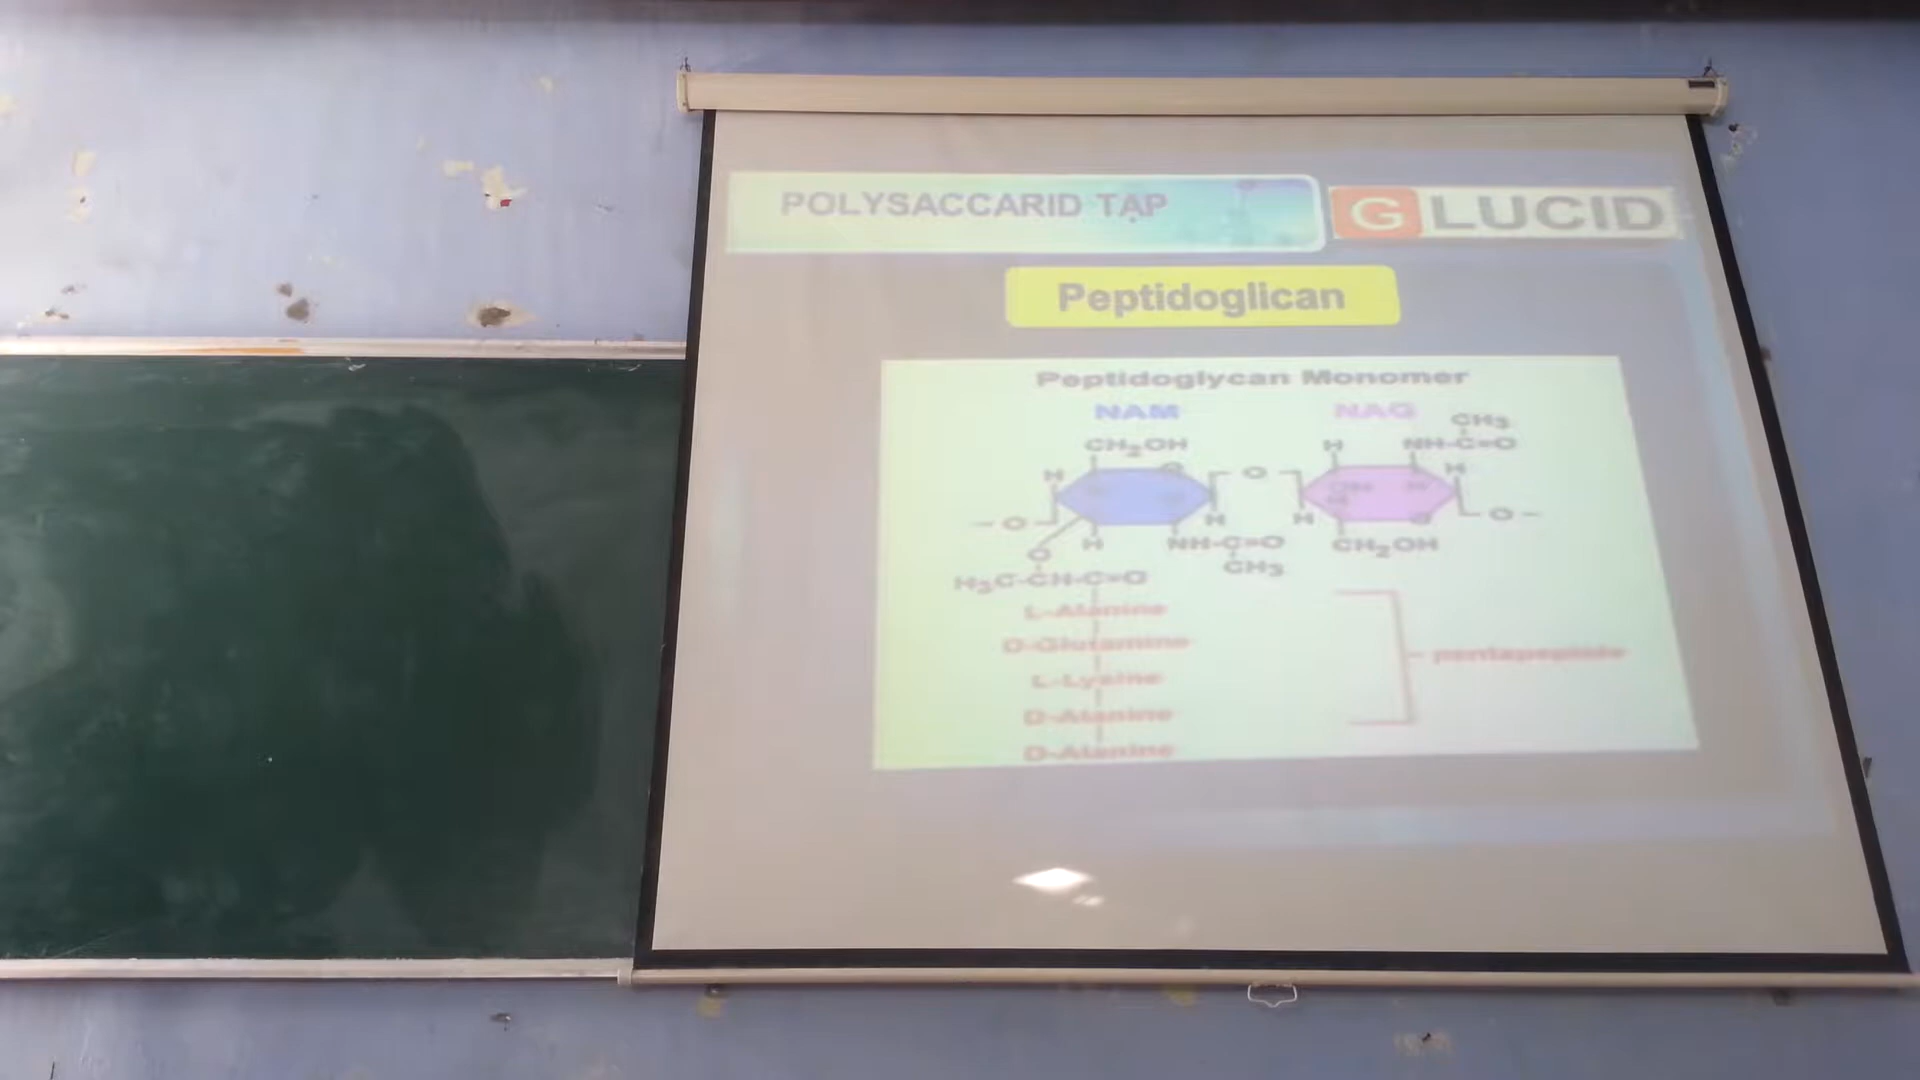 POLYSACCARID TẠP
GLUCID
Peptidoglican
Peptidoglycan Monomer
NAM
NAG
CH3
CH2OH
H
NH-C=O
H
O
H
O
H
H
O
H
NH-C=O
CH2OH
O
CH3
H3C-CH-C=O
L-Alanine
D-Glutamine
pentapeptide
L-Lysine
D-Alanine
D-Alanine